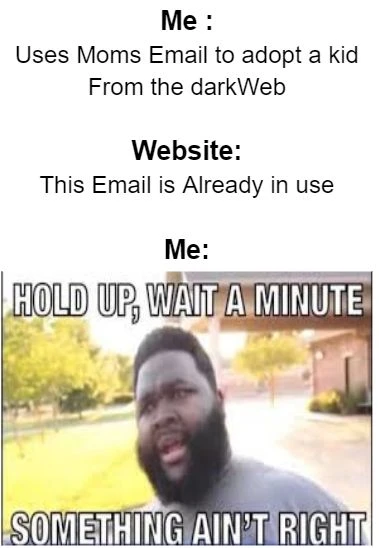 Me :
Uses Moms Email to adopt a kid
From the darkWeb
Website:
This Email is Already in use
Me:
HOLD UP, WAIT A MINUTE
SOMETHING AIN'T RIGHT